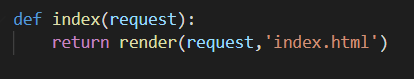 def index(request):
    return render(request,'index.html')